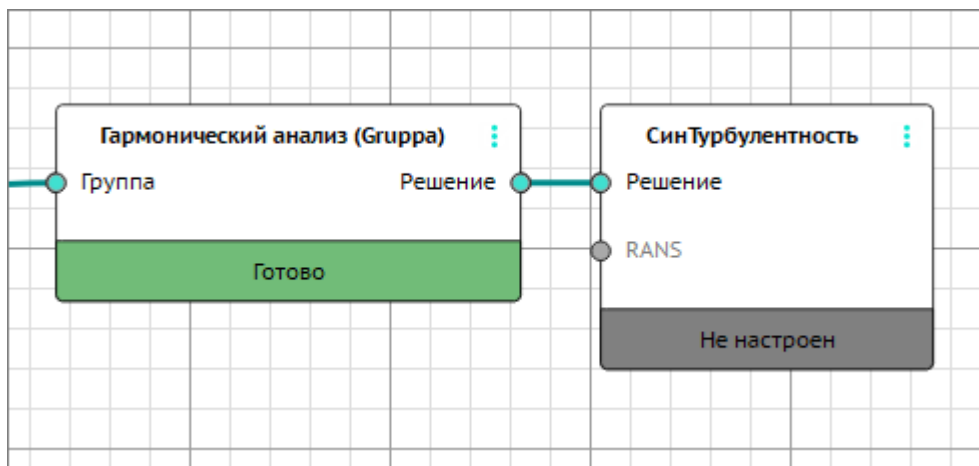 Гармонический анализ (Gruppa)
Группа
Решение
Готово
СинТурбулентность
Решение
RANS
Не настроен